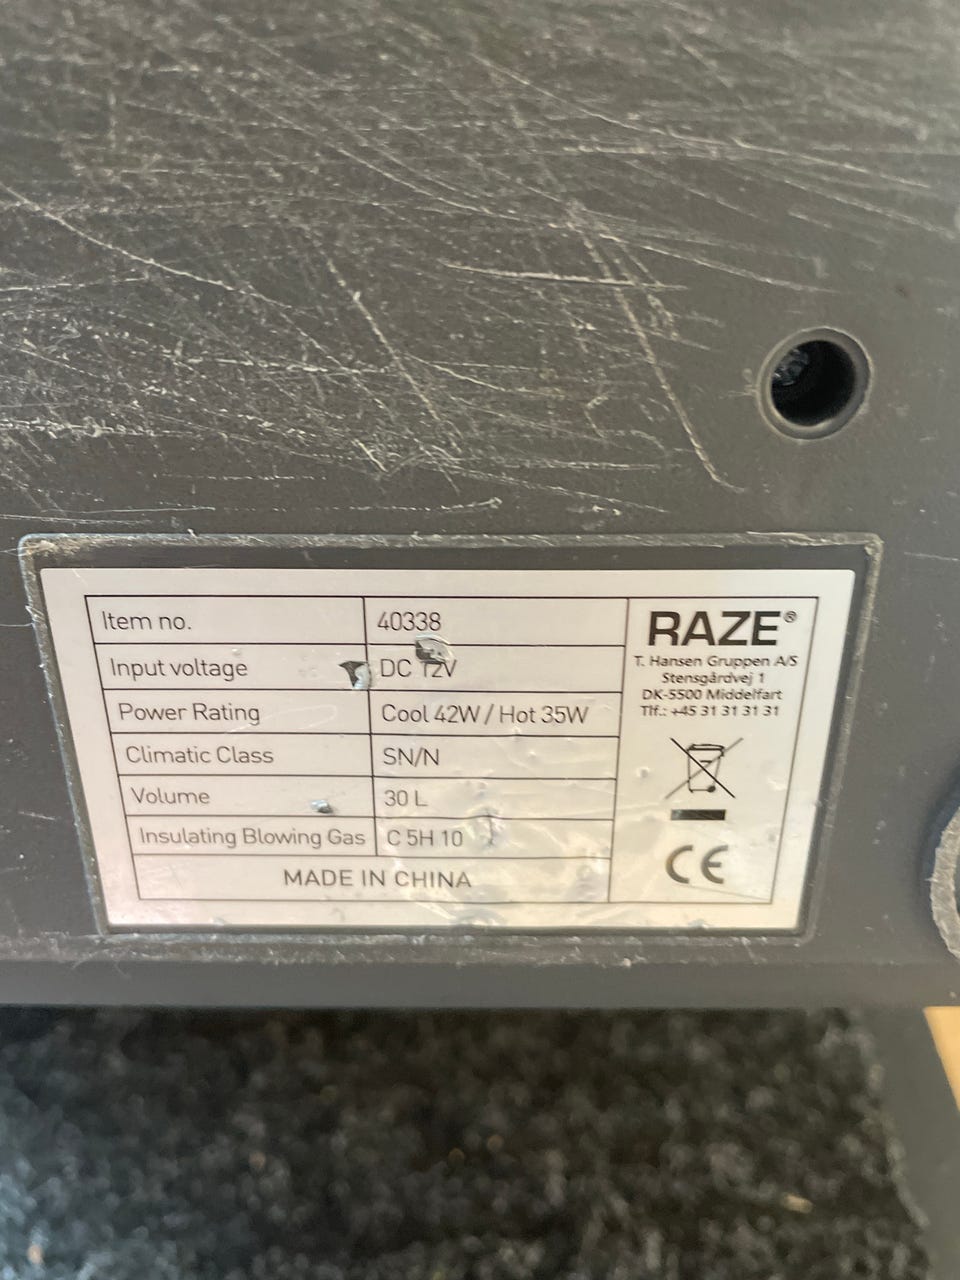 Item no. 40338
Input voltage DC 12V
Power Rating Cool 42W / Hot 35W
Climatic Class SN/N
Volume 30 L
Insulating Blowing Gas C 5H 10
MADE IN CHINA
RAZE®
T. Hansen Gruppen A/S
Stensgårdvej 1
DK-5500 Middelfart
Tlf.: +45 31 31 31 31
CE